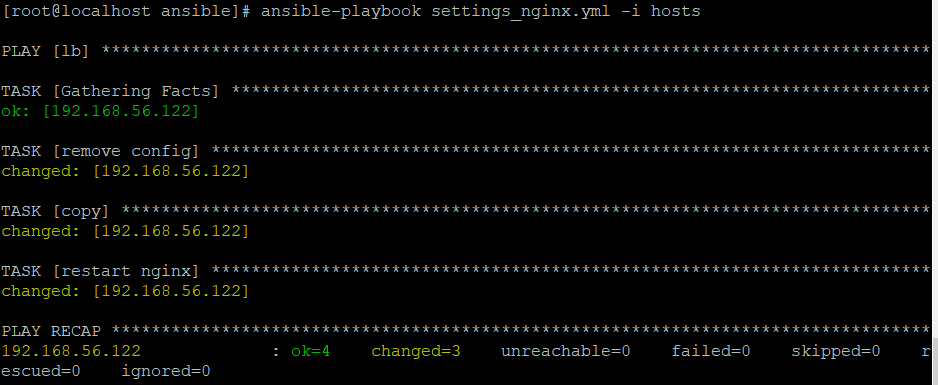 [root@localhost ansible]# ansible-playbook settings_nginx.yml -i hosts
PLAY [lb] ***********************************************************************************
TASK [Gathering Facts] **********************************************************************
ok: [192.168.56.122]
TASK [remove config] ************************************************************************
changed: [192.168.56.122]
TASK [copy] *********************************************************************************
changed: [192.168.56.122]
TASK [restart nginx] ************************************************************************
changed: [192.168.56.122]
PLAY RECAP **********************************************************************************
192.168.56.122             : ok=4    changed=3    unreachable=0    failed=0    skipped=0    r
escued=0    ignored=0